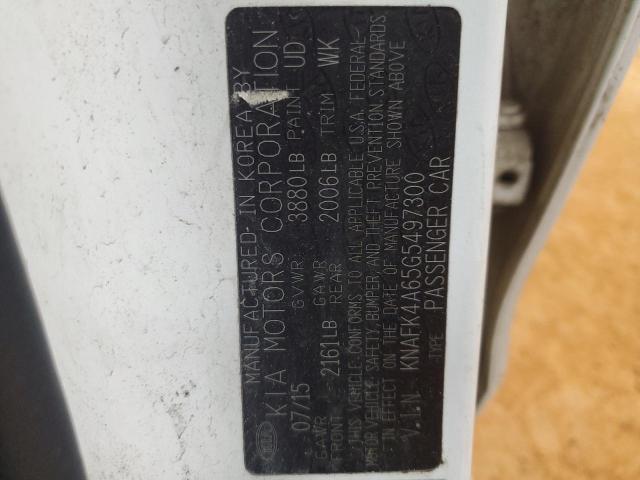 MANUFACTURED IN KOREA BY
KIA MOTORS CORPORATION
07/15 GVWR 3880LB PAINT UD
GAWR FRONT 2161LB GAWR REAR 2006LB TRIM WK
THIS VEHICLE CONFORMS TO ALL APPLICABLE U.S.A. FEDERAL
MOTOR VEHICLE SAFETY, BUMPER, AND THEFT PREVENTION STANDARDS
IN EFFECT ON THE DATE OF MANUFACTURE SHOWN ABOVE
V.I.N KNAFK4A65G5497300
TYPE PASSENGER CAR